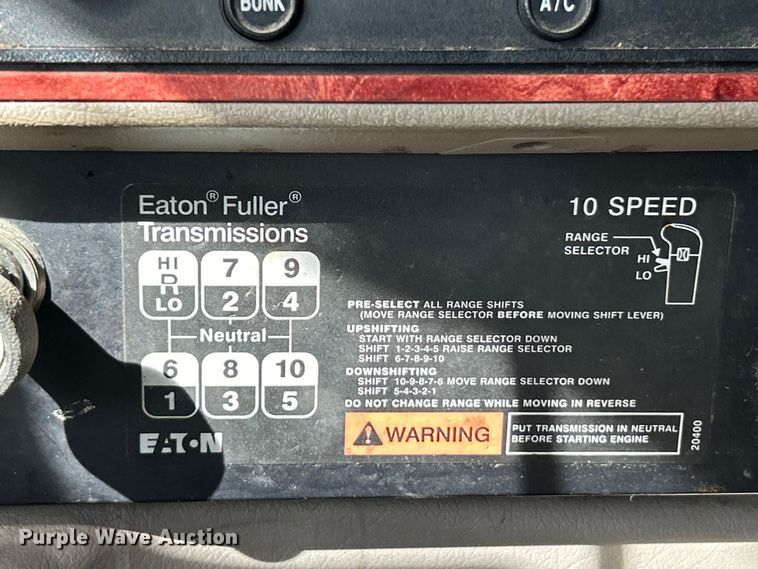 BUNK A/C
Eaton® Fuller®
Transmissions
10 SPEED
RANGE
SELECTOR
HI
LO
HI 7 9
R
LO 2 4
Neutral
6 8 10
1 3 5
PRE-SELECT ALL RANGE SHIFTS
(MOVE RANGE SELECTOR BEFORE MOVING SHIFT LEVER)
UPSHIFTING
START WITH RANGE SELECTOR DOWN
SHIFT 1-2-3-4-5 RAISE RANGE SELECTOR
SHIFT 6-7-8-9-10
DOWNSHIFTING
SHIFT 10-9-8-7-6 MOVE RANGE SELECTOR DOWN
SHIFT 5-4-3-2-1
DO NOT CHANGE RANGE WHILE MOVING IN REVERSE
EATON
WARNING
PUT TRANSMISSION IN NEUTRAL
BEFORE STARTING ENGINE
20400
Purple Wave Auction